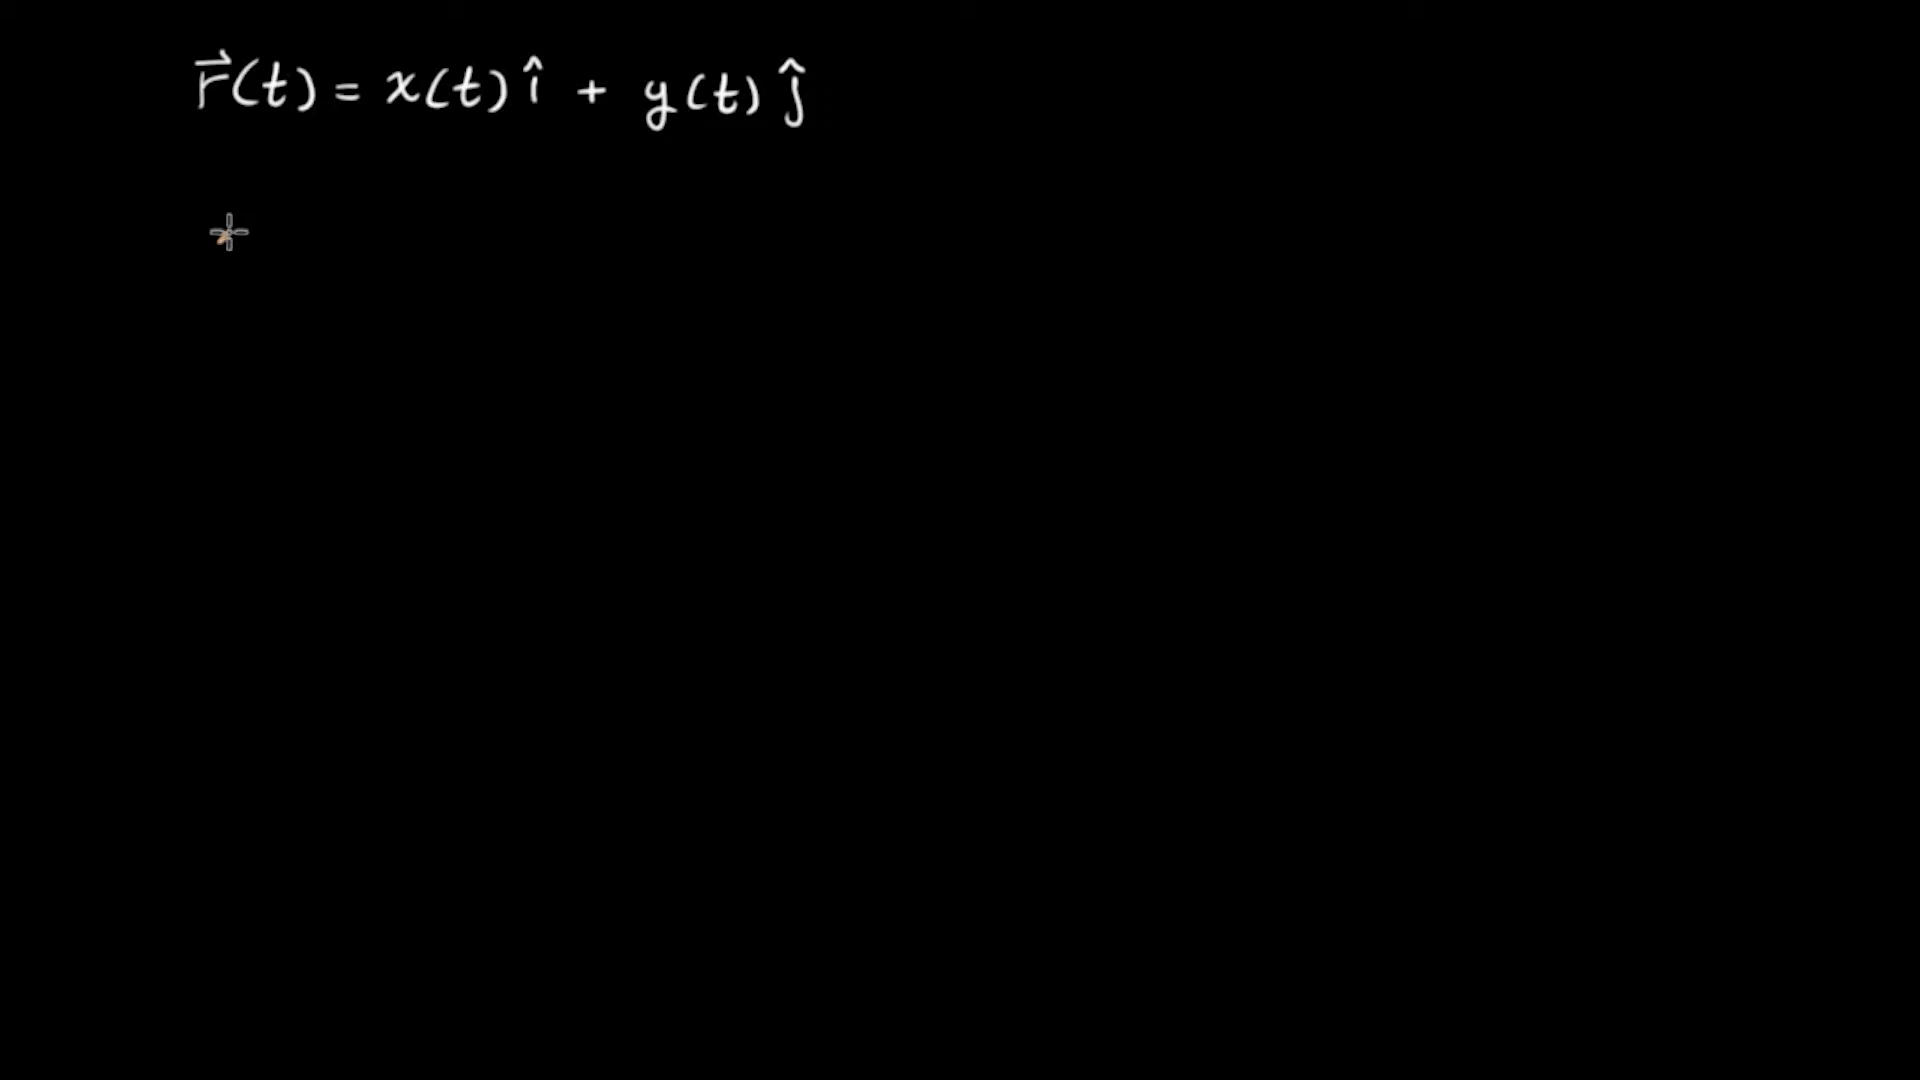 r⃗(t) = x(t) î + y(t) ĵ